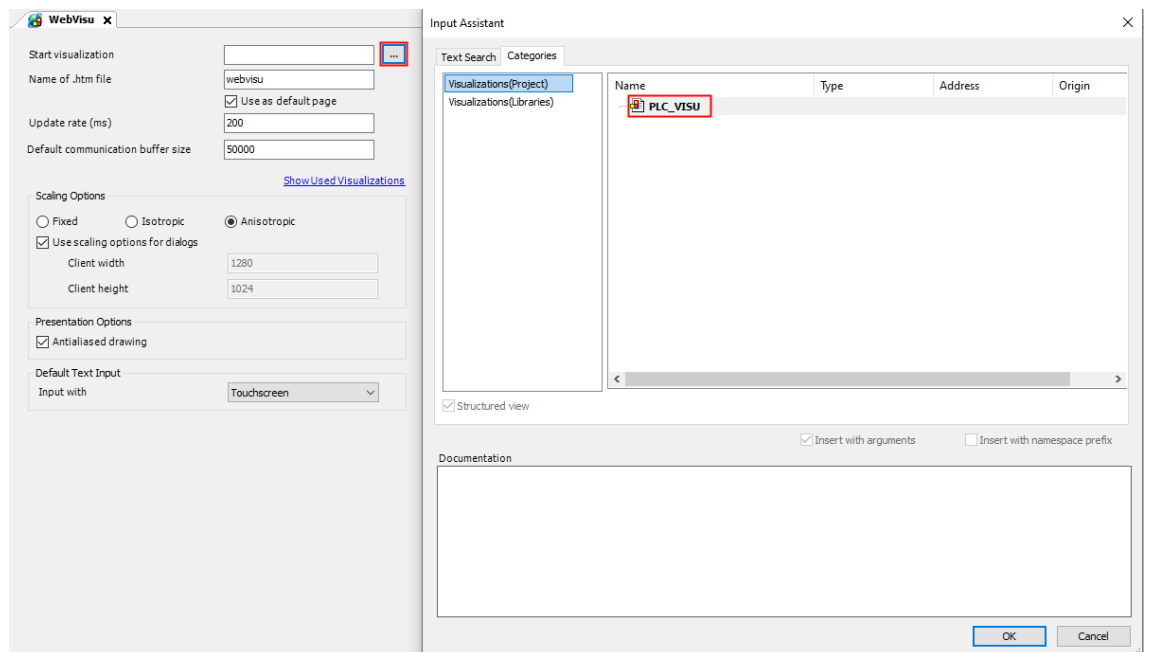 WebVisu X
Start visualization ...
Name of .htm file webvisu
Use as default page
Update rate (ms) 200
Default communication buffer size 50000
Show Used Visualizations
Scaling Options
Fixed Isotropic Anisotropic
Use scaling options for dialogs
Client width 1280
Client height 1024
Presentation Options
Antialiased drawing
Default Text Input
Input with Touchscreen
Input Assistant
Text Search Categories
Visualizations(Project)
Visualizations(Libraries)
Name Type Address Origin
PLC_VISU
Structured view
Insert with arguments Insert with namespace prefix
Documentation
OK Cancel